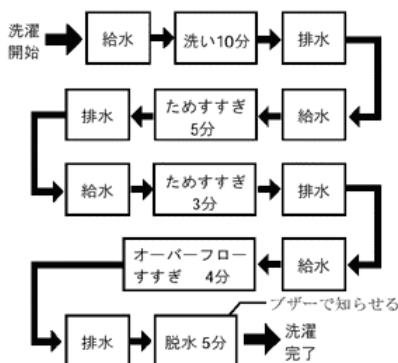 洗濯
開始
給水
洗い10分
排水
給水
ためすすぎ
5分
排水
給水
ためすすぎ
3分
排水
給水
オーバーフロー
すすぎ 4分
排水
脱水 5分
ブザーで知らせる
洗濯
完了